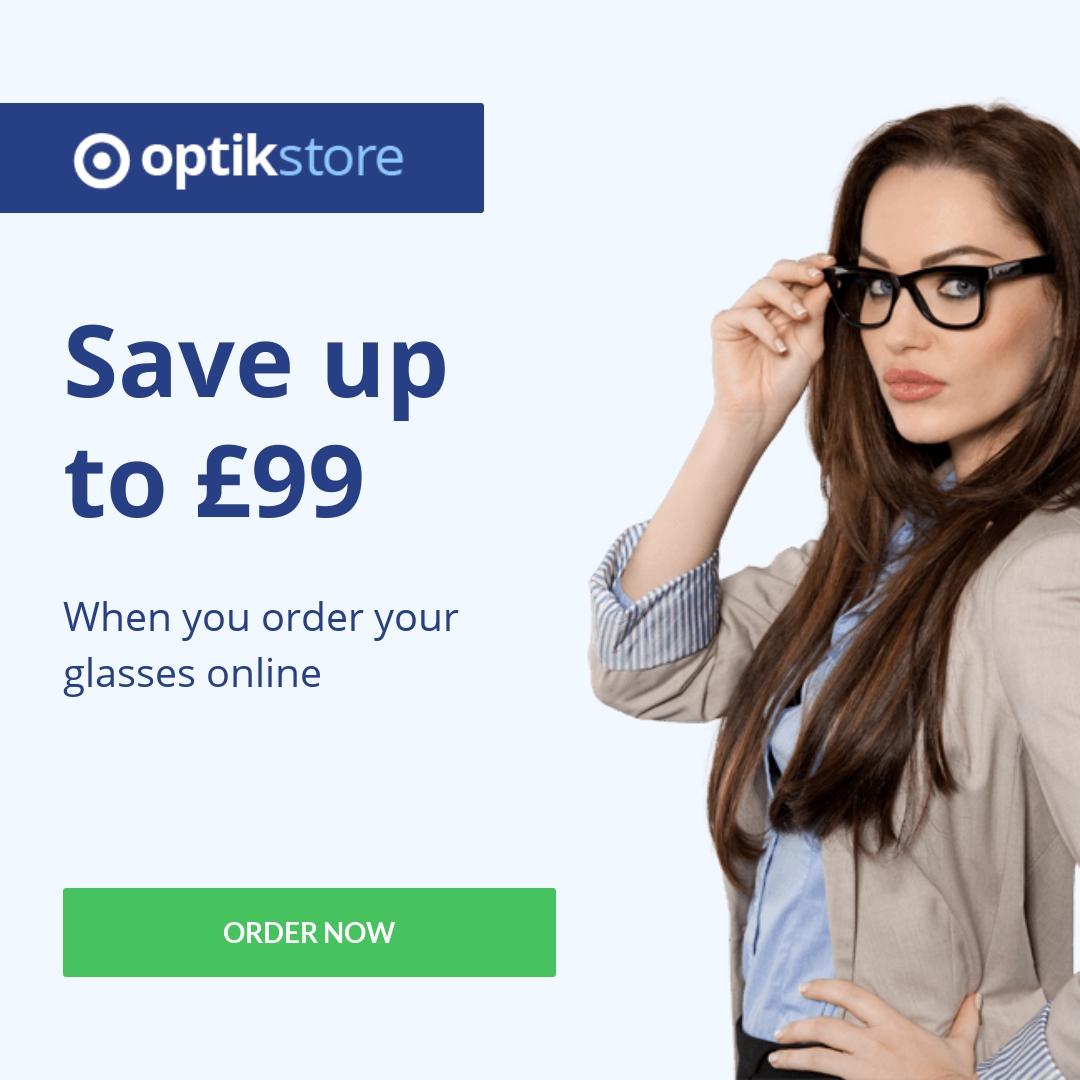 optikstore
Save up
to £99
When you order your
glasses online
ORDER NOW